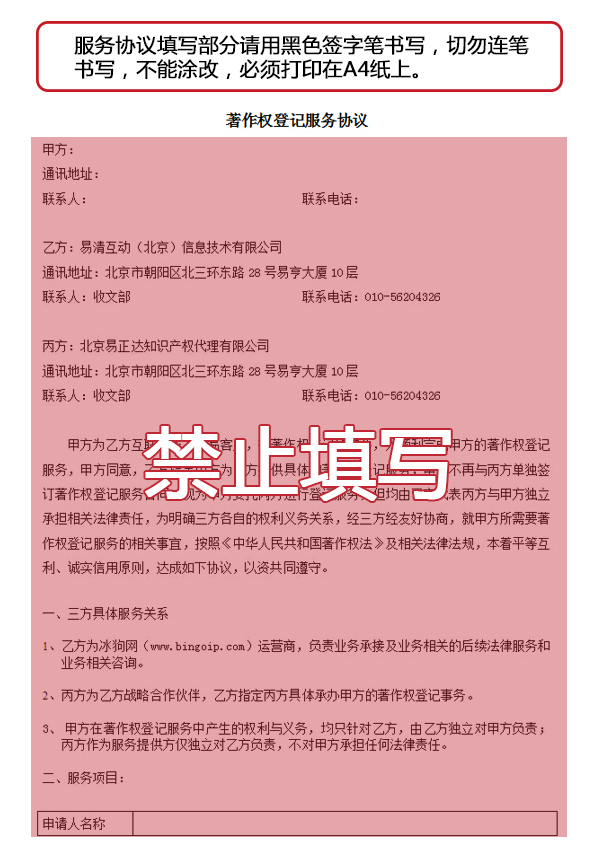 服务协议填写部分请用黑色签字笔书写，切勿连笔
书写，不能涂改，必须打印在A4纸上。
著作权登记服务协议
甲方：
通讯地址：
联系人： 联系电话：
乙方：易清互动（北京）信息技术有限公司
通讯地址：北京市朝阳区北三环东路 28 号易亨大厦 10 层
联系人：收文部 联系电话：010-56204326
丙方：北京易正达知识产权代理有限公司
通讯地址：北京市朝阳区北三环东路 28 号易亨大厦 10 层
联系人：收文部 联系电话：010-56204326
禁止填写
甲方为乙方互联 著作权 甲方的著作权登记
服务，甲方同意， 方 供具体 记服务， 不再与丙方单独签
订著作权登记服务合同 视为 方委托丙方进行登记服务 但均由 代表丙方与甲方独立
承担相关法律责任，为明确三方各自的权利义务关系，经三方经友好协商，就甲方所需要著
作权登记服务的相关事宜，按照《中华人民共和国著作权法》及相关法律法规，本着平等互
利、诚实信用原则，达成如下协议，以资共同遵守。
一、三方具体服务关系
1、乙方为冰狗网（www.bingoip.com）运营商，负责业务承接及业务相关的后续法律服务和
业务相关咨询。
2、丙方为乙方战略合作伙伴，乙方指定丙方具体承办甲方的著作权登记事务。
3、 甲方在著作权登记服务中产生的权利与义务，均只针对乙方，由乙方独立对甲方负责；
丙方作为服务提供方仅独立对乙方负责，不对甲方承担任何法律责任。
二、服务项目：
申请人名称